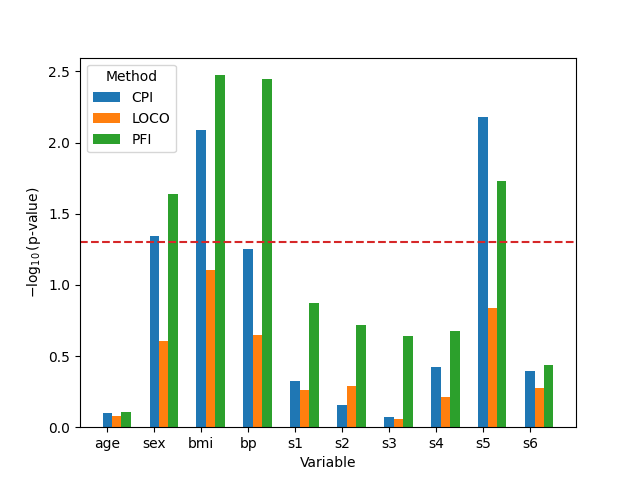 Method
CPI
LOCO
PFI
2.5
2.0
1.5
1.0
0.5
0.0
−log₁₀(p-value)
age sex bmi bp s1 s2 s3 s4 s5 s6
Variable